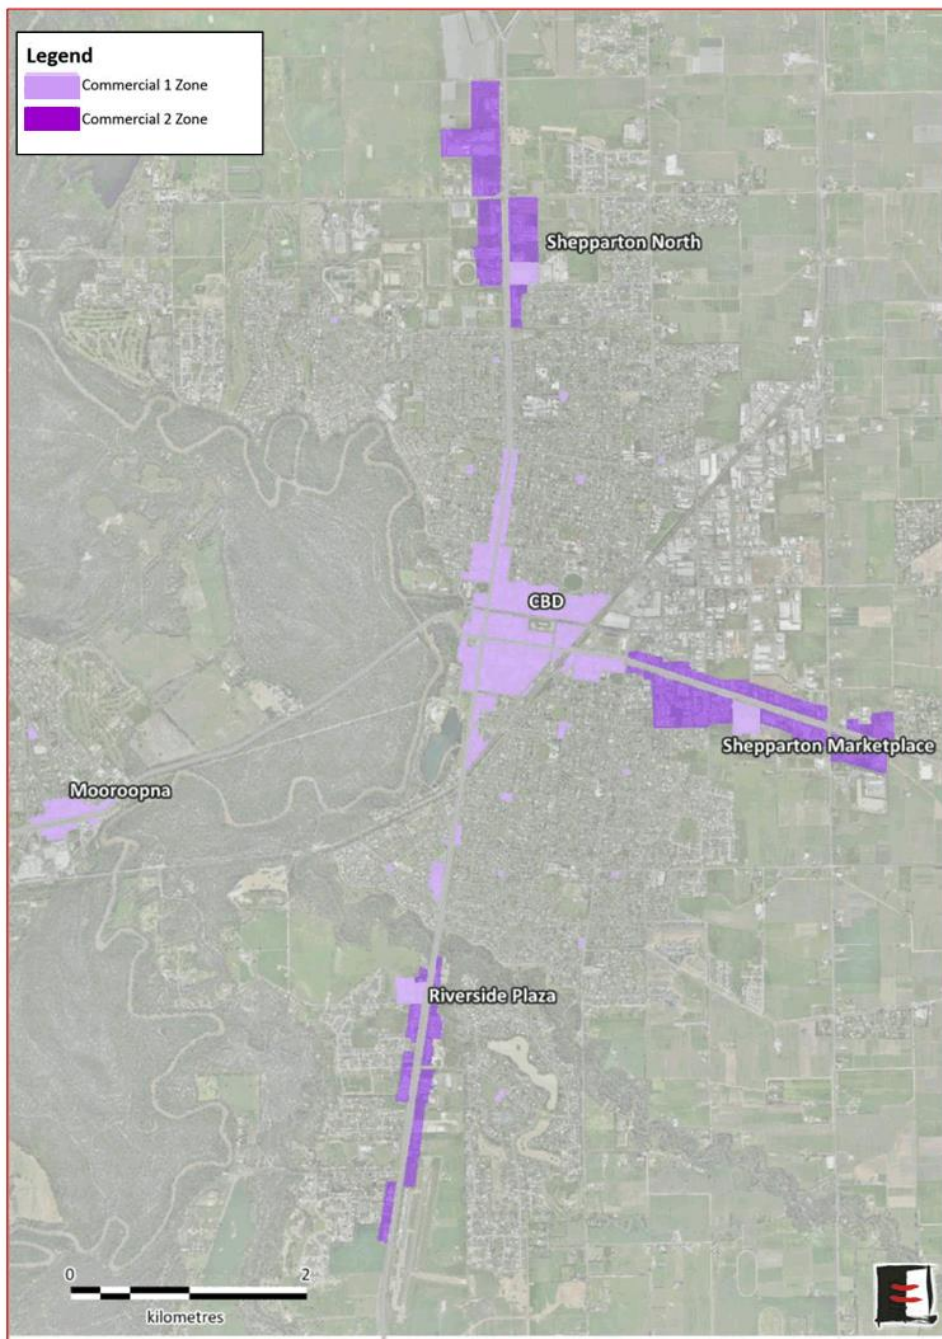 Legend
Commercial 1 Zone
Commercial 2 Zone
Shepparton North
CBD
Shepparton Marketplace
Mooroopna
Riverside Plaza
0 2
kilometres